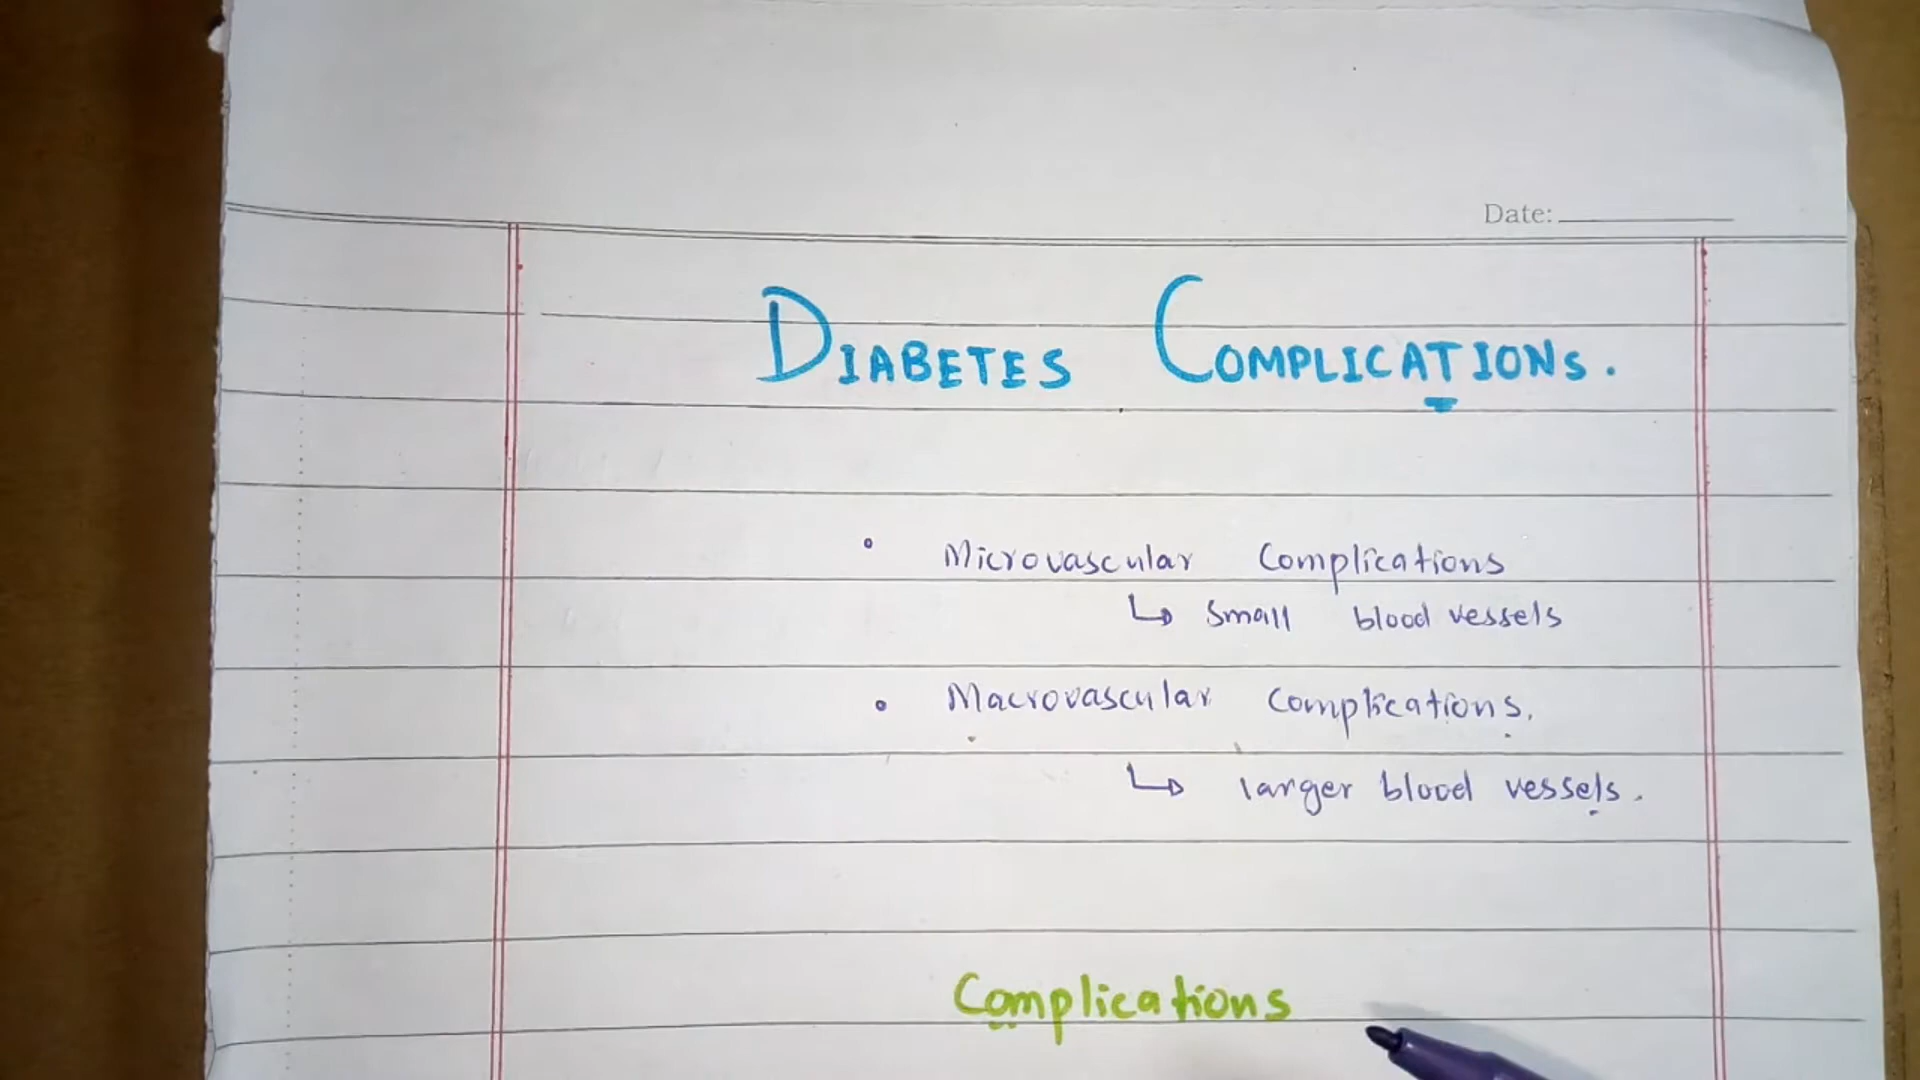 Date:
DIABETES COMPLICATIONS.
• Microvascular Complications
↳ Small blood vessels
• Macrovascular Complications.
↳ larger blood vessels.
Complications